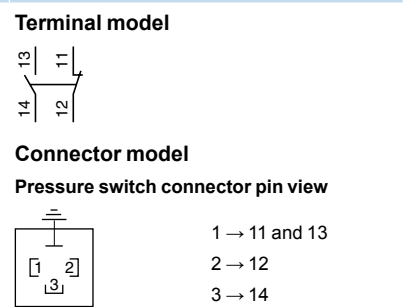 Terminal model
13 11
14 12
Connector model
Pressure switch connector pin view
1 → 11 and 13
1 2
2 → 12
3
3 → 14